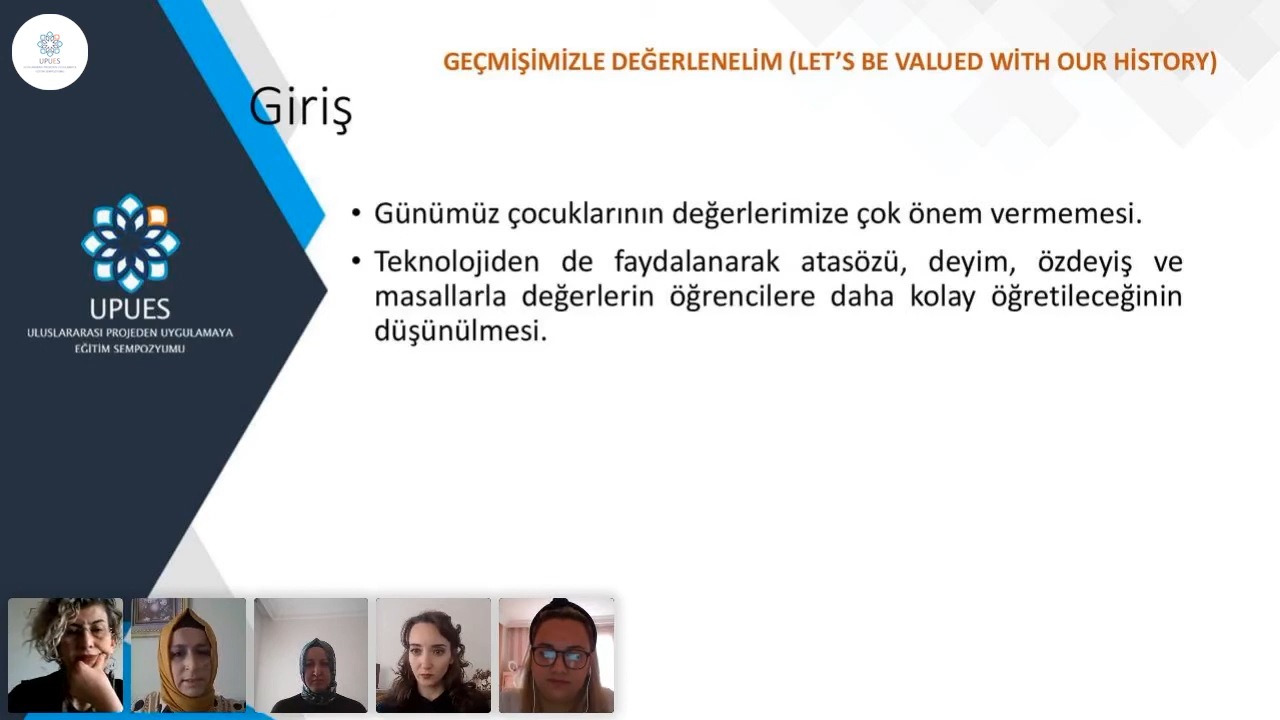 UPUES
GEÇMİŞİMİZLE DEĞERLENELİM (LET’S BE VALUED WİTH OUR HİSTORY)
Giriş
• Günümüz çocuklarının değerlerimize çok önem vermemesi.
• Teknolojiden de faydalanarak atasözü, deyim, özdeyiş ve
masallarla değerlerin öğrencilere daha kolay öğretileceğinin
düşünülmesi.
UPUES
ULUSLARARASI PROJEDEN UYGULAMAYA
EĞİTİM SEMPOZYUMU